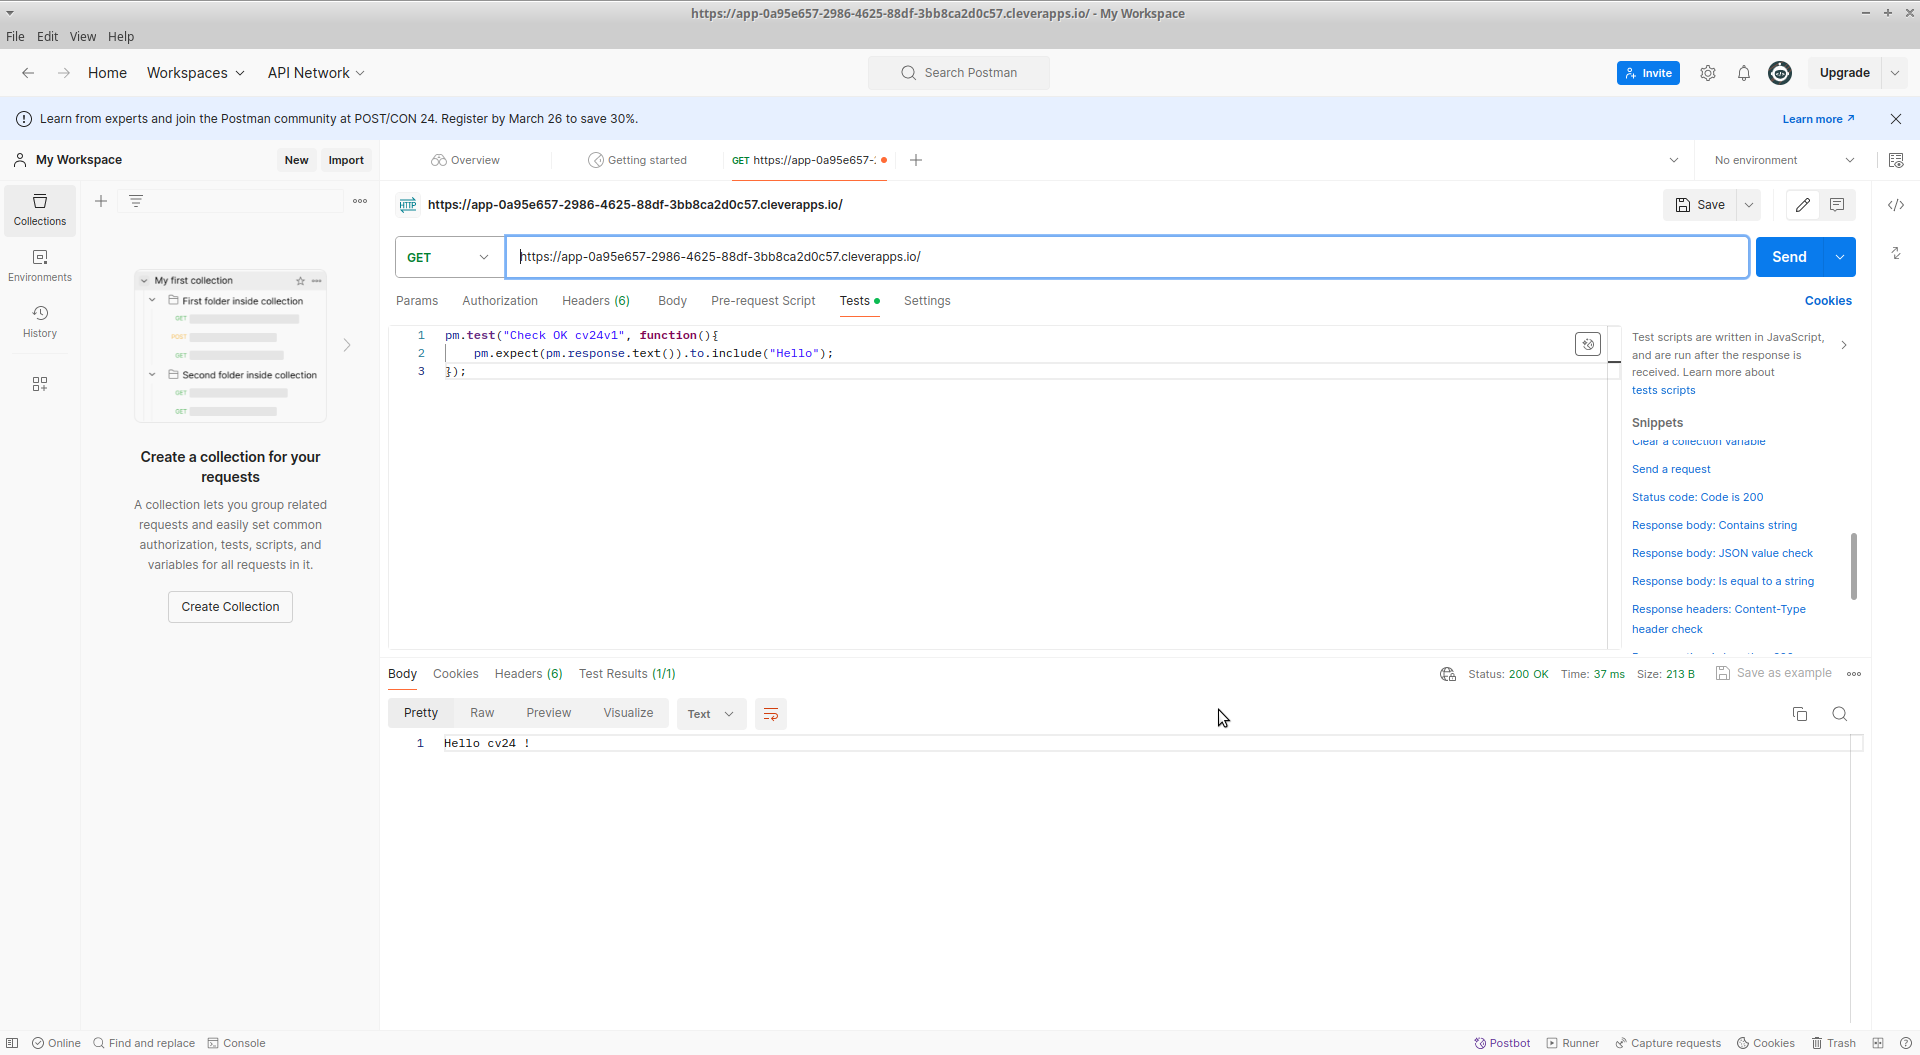 https://app-0a95e657-2986-4625-88df-3bb8ca2d0c57.cleverapps.io/ - My Workspace
File Edit View Help
Home Workspaces API Network Search Postman Invite Upgrade
Learn from experts and join the Postman community at POST/CON 24. Register by March 26 to save 30%. Learn more
My Workspace New Import Overview Getting started GET https://app-0a95e657-: No environment
Collections
Environments
History
My first collection
First folder inside collection
GET
POST
GET
Second folder inside collection
GET
GET
Create a collection for your
requests
A collection lets you group related
requests and easily set common
authorization, tests, scripts, and
variables for all requests in it.
Create Collection
HTTP https://app-0a95e657-2986-4625-88df-3bb8ca2d0c57.cleverapps.io/ Save
GET https://app-0a95e657-2986-4625-88df-3bb8ca2d0c57.cleverapps.io/ Send
Params Authorization Headers (6) Body Pre-request Script Tests Settings Cookies
1 pm.test("Check OK cv24v1", function(){
2 pm.expect(pm.response.text()).to.include("Hello");
3 });
Test scripts are written in JavaScript,
and are run after the response is
received. Learn more about
tests scripts
Snippets
Clear a collection variable
Send a request
Status code: Code is 200
Response body: Contains string
Response body: JSON value check
Response body: Is equal to a string
Response headers: Content-Type
header check
Body Cookies Headers (6) Test Results (1/1) Status: 200 OK Time: 37 ms Size: 213 B Save as example
Pretty Raw Preview Visualize Text
1 Hello cv24 !
Online Find and replace Console Postbot Runner Capture requests Cookies Trash